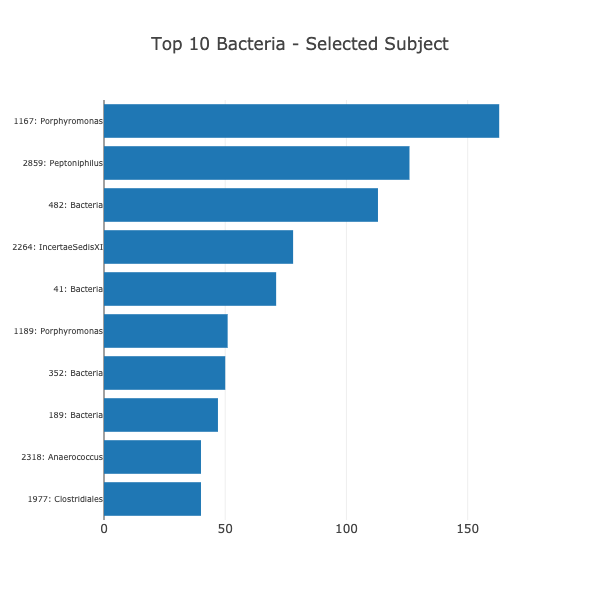 Top 10 Bacteria - Selected Subject
1167: Porphyromonas
2859: Peptoniphilus
482: Bacteria
2264: IncertaeSedisXI
41: Bacteria
1189: Porphyromonas
352: Bacteria
189: Bacteria
2318: Anaerococcus
1977: Clostridiales
0 50 100 150